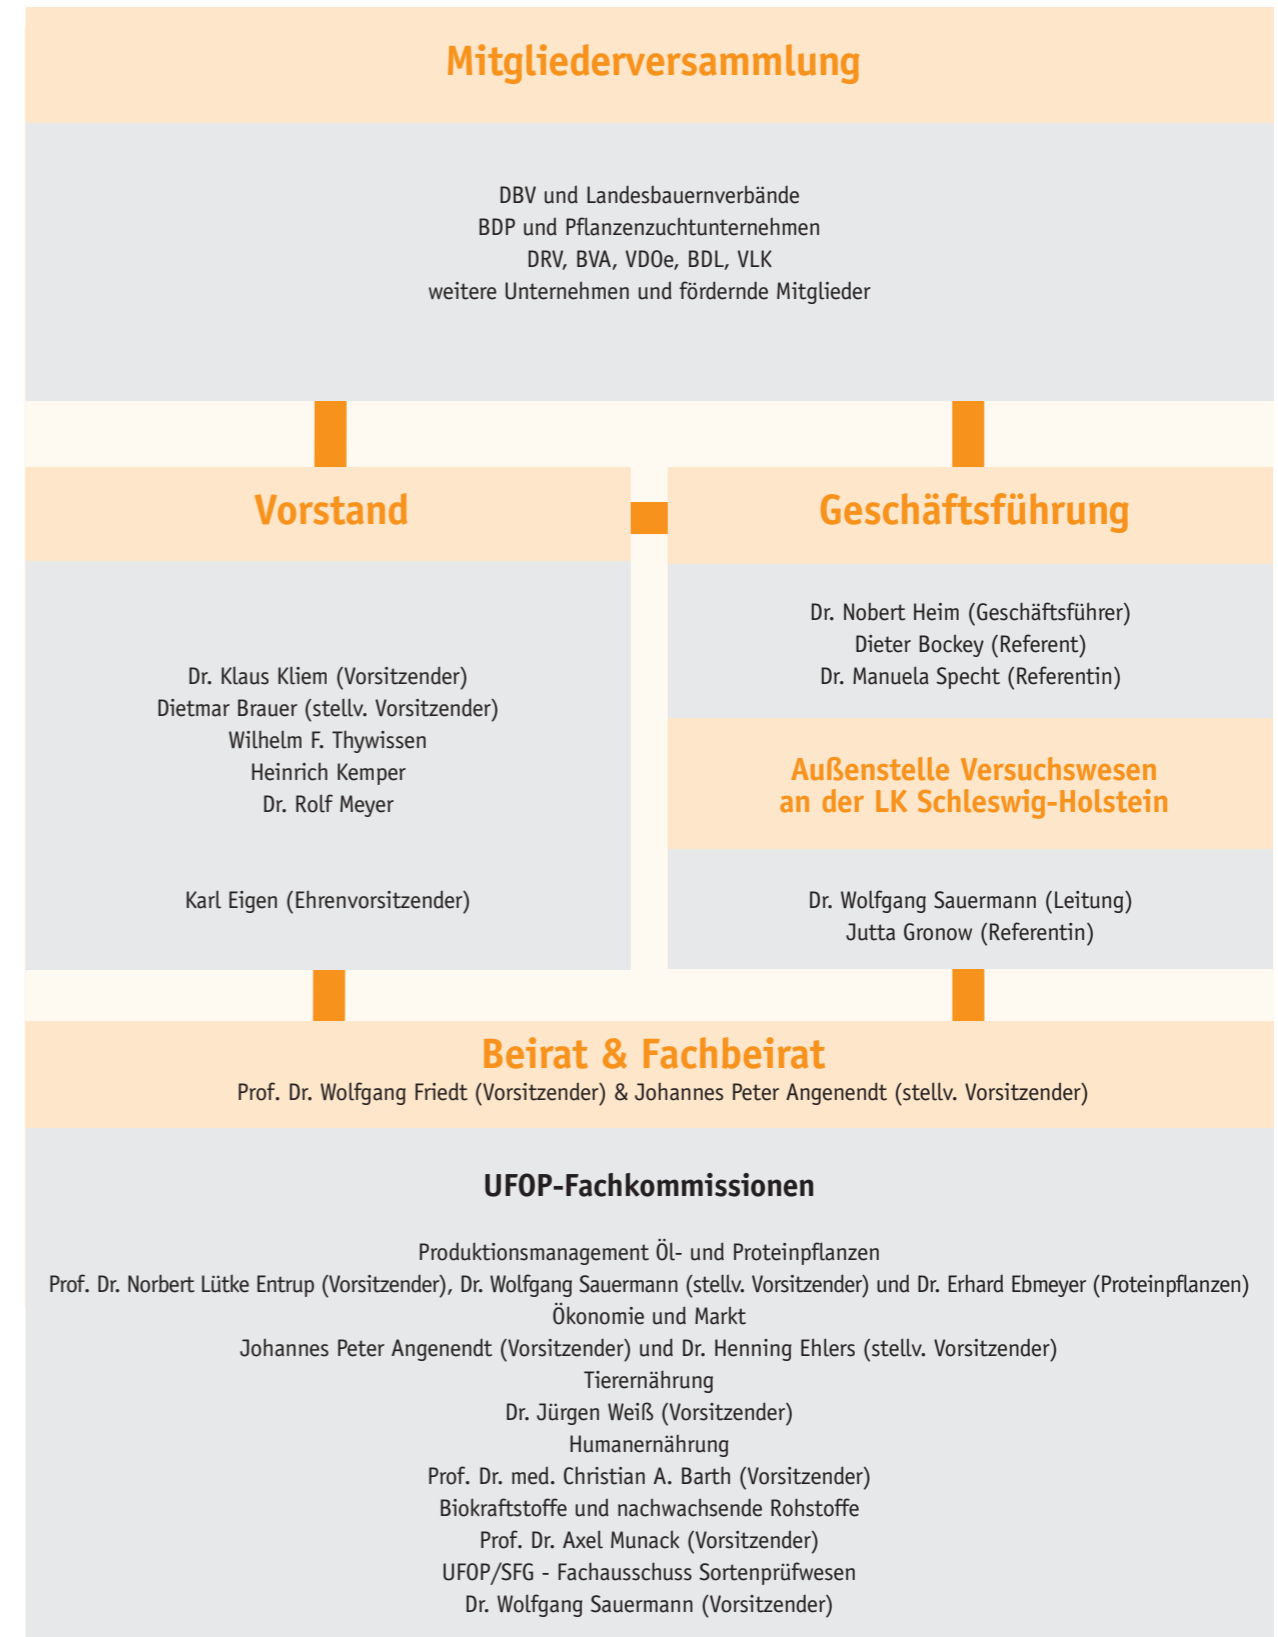 Mitgliederversammlung
DBV und Landesbauernverbände
BDP und Pflanzenzuchtunternehmen
DRV, BVA, VDOe, BDL, VLK
weitere Unternehmen und fördernde Mitglieder
Vorstand
Dr. Klaus Kliem (Vorsitzender)
Dietmar Brauer (stellv. Vorsitzender)
Wilhelm F. Thywissen
Heinrich Kemper
Dr. Rolf Meyer
Karl Eigen (Ehrenvorsitzender)
Geschäftsführung
Dr. Nobert Heim (Geschäftsführer)
Dieter Bockey (Referent)
Dr. Manuela Specht (Referentin)
Außenstelle Versuchswesen
an der LK Schleswig-Holstein
Dr. Wolfgang Sauermann (Leitung)
Jutta Gronow (Referentin)
Beirat & Fachbeirat
Prof. Dr. Wolfgang Friedt (Vorsitzender) & Johannes Peter Angenendt (stellv. Vorsitzender)
UFOP-Fachkommissionen
Produktionsmanagement Öl- und Proteinpflanzen
Prof. Dr. Norbert Lütke Entrup (Vorsitzender), Dr. Wolfgang Sauermann (stellv. Vorsitzender) und Dr. Erhard Ebmeyer (Proteinpflanzen)
Ökonomie und Markt
Johannes Peter Angenendt (Vorsitzender) und Dr. Henning Ehlers (stellv. Vorsitzender)
Tierernährung
Dr. Jürgen Weiß (Vorsitzender)
Humanernährung
Prof. Dr. med. Christian A. Barth (Vorsitzender)
Biokraftstoffe und nachwachsende Rohstoffe
Prof. Dr. Axel Munack (Vorsitzender)
UFOP/SFG - Fachausschuss Sortenprüfwesen
Dr. Wolfgang Sauermann (Vorsitzender)